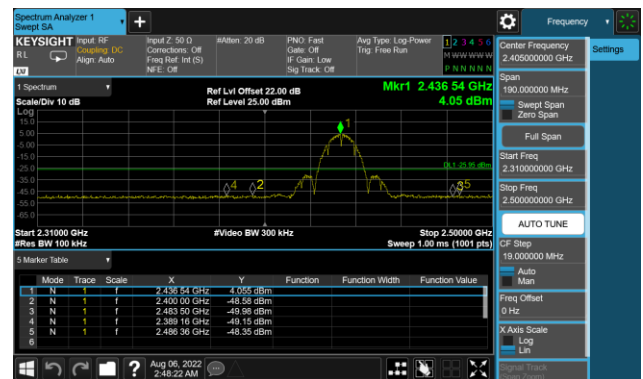 Spectrum Analyzer 1
Swept SA
+
Frequency
KEYSIGHT
RL
LXI
Input: RF
Coupling: DC
Align: Auto
Input Z: 50 Ω
Corrections: Off
Freq Ref: Int (S)
NFE: Off
#Atten: 20 dB
PNO: Fast
Gate: Off
IF Gain: Low
Sig Track: Off
Avg Type: Log-Power
Trig: Free Run
1 2 3 4 5 6
M W W W W W
P N N N N N
1 Spectrum
Scale/Div 10 dB
Ref Lvl Offset 22.00 dB
Ref Level 25.00 dBm
Mkr1 2.436 54 GHz
4.05 dBm
Log
15.0
5.00
-5.00
-15.0
-25.0
-35.0
-45.0
-55.0
-65.0
1
DL1 -25.95 dBm
4
2
3
5
Start 2.31000 GHz
#Res BW 100 kHz
#Video BW 300 kHz
Stop 2.50000 GHz
Sweep 1.00 ms (1001 pts)
5 Marker Table
Mode Trace Scale X Y Function Function Width Function Value
1 N 1 f 2.436 54 GHz 4.055 dBm
2 N 1 f 2.400 00 GHz -48.58 dBm
3 N 1 f 2.483 50 GHz -49.98 dBm
4 N 1 f 2.389 16 GHz -49.15 dBm
5 N 1 f 2.486 36 GHz -48.35 dBm
6
?
Aug 06, 2022
2:48:22 AM
Center Frequency
2.405000000 GHz
Settings
Span
190.000000 MHz
Swept Span
Zero Span
Full Span
Start Freq
2.310000000 GHz
Stop Freq
2.500000000 GHz
AUTO TUNE
CF Step
19.000000 MHz
Auto
Man
Freq Offset
0 Hz
X Axis Scale
Log
Lin
Signal Track
(Span Zoom)